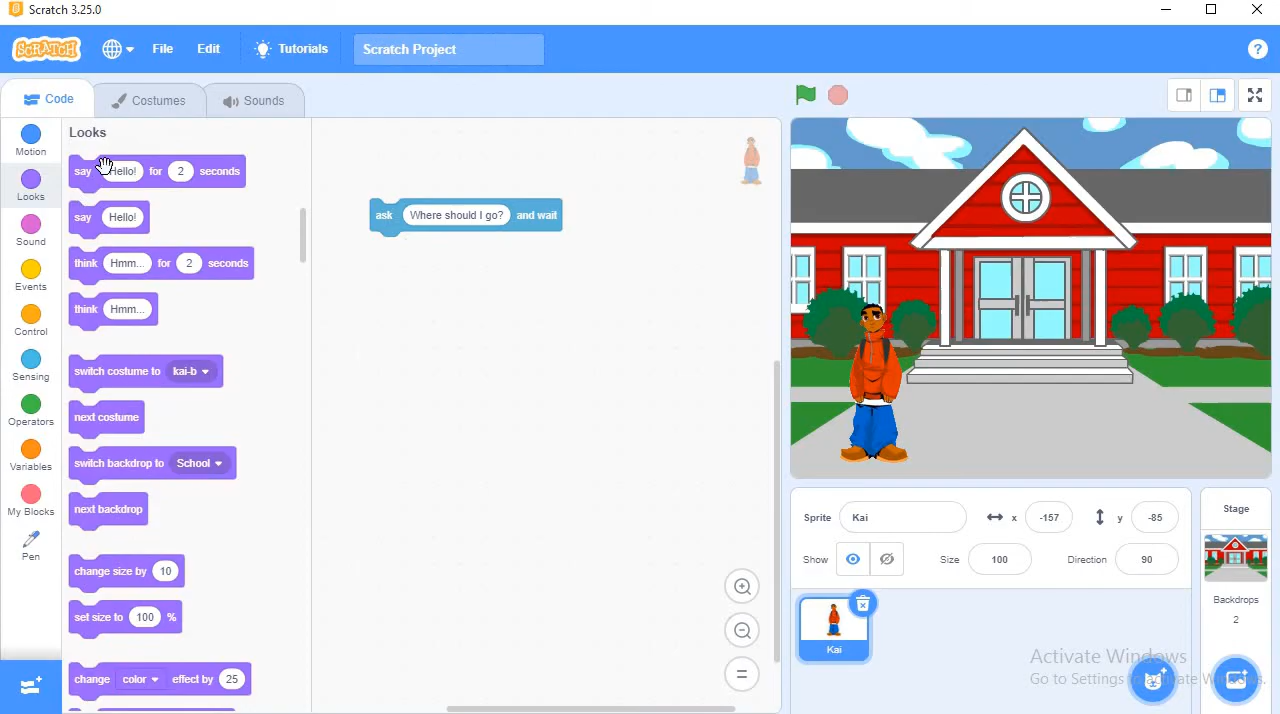 Scratch 3.25.0
SCRATCH
File
Edit
Tutorials
Scratch Project
?
Code
Costumes
Sounds
Motion
Looks
Sound
Events
Control
Sensing
Operators
Variables
My Blocks
Pen
Looks
say Hello! for 2 seconds
say Hello!
think Hmm... for 2 seconds
think Hmm...
switch costume to kai-b
next costume
switch backdrop to School
next backdrop
change size by 10
set size to 100 %
change color effect by 25
ask Where should I go? and wait
Sprite Kai x -157 y -85
Show Size 100 Direction 90
Kai
Stage
Backdrops
2
Activate Windows
Go to Settings to activate Windows.